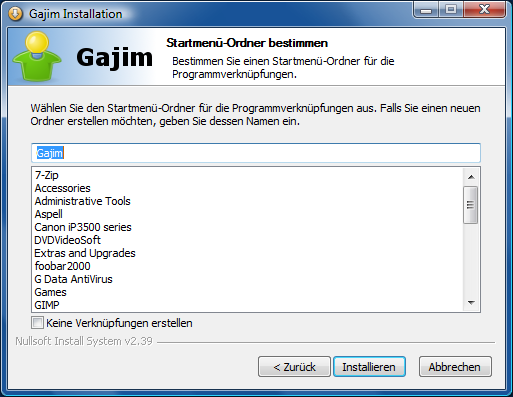 Gajim Installation
Gajim
Startmenü-Ordner bestimmen
Bestimmen Sie einen Startmenü-Ordner für die
Programmverknüpfungen.
Wählen Sie den Startmenü-Ordner für die Programmverknüpfungen aus. Falls Sie einen neuen
Ordner erstellen möchten, geben Sie dessen Namen ein.
Gajim
7-Zip
Accessories
Administrative Tools
Aspell
Canon iP3500 series
DVDVideoSoft
Extras and Upgrades
foobar2000
G Data AntiVirus
Games
GIMP
Keine Verknüpfungen erstellen
Nullsoft Install System v2.39
< Zurück
Installieren
Abbrechen